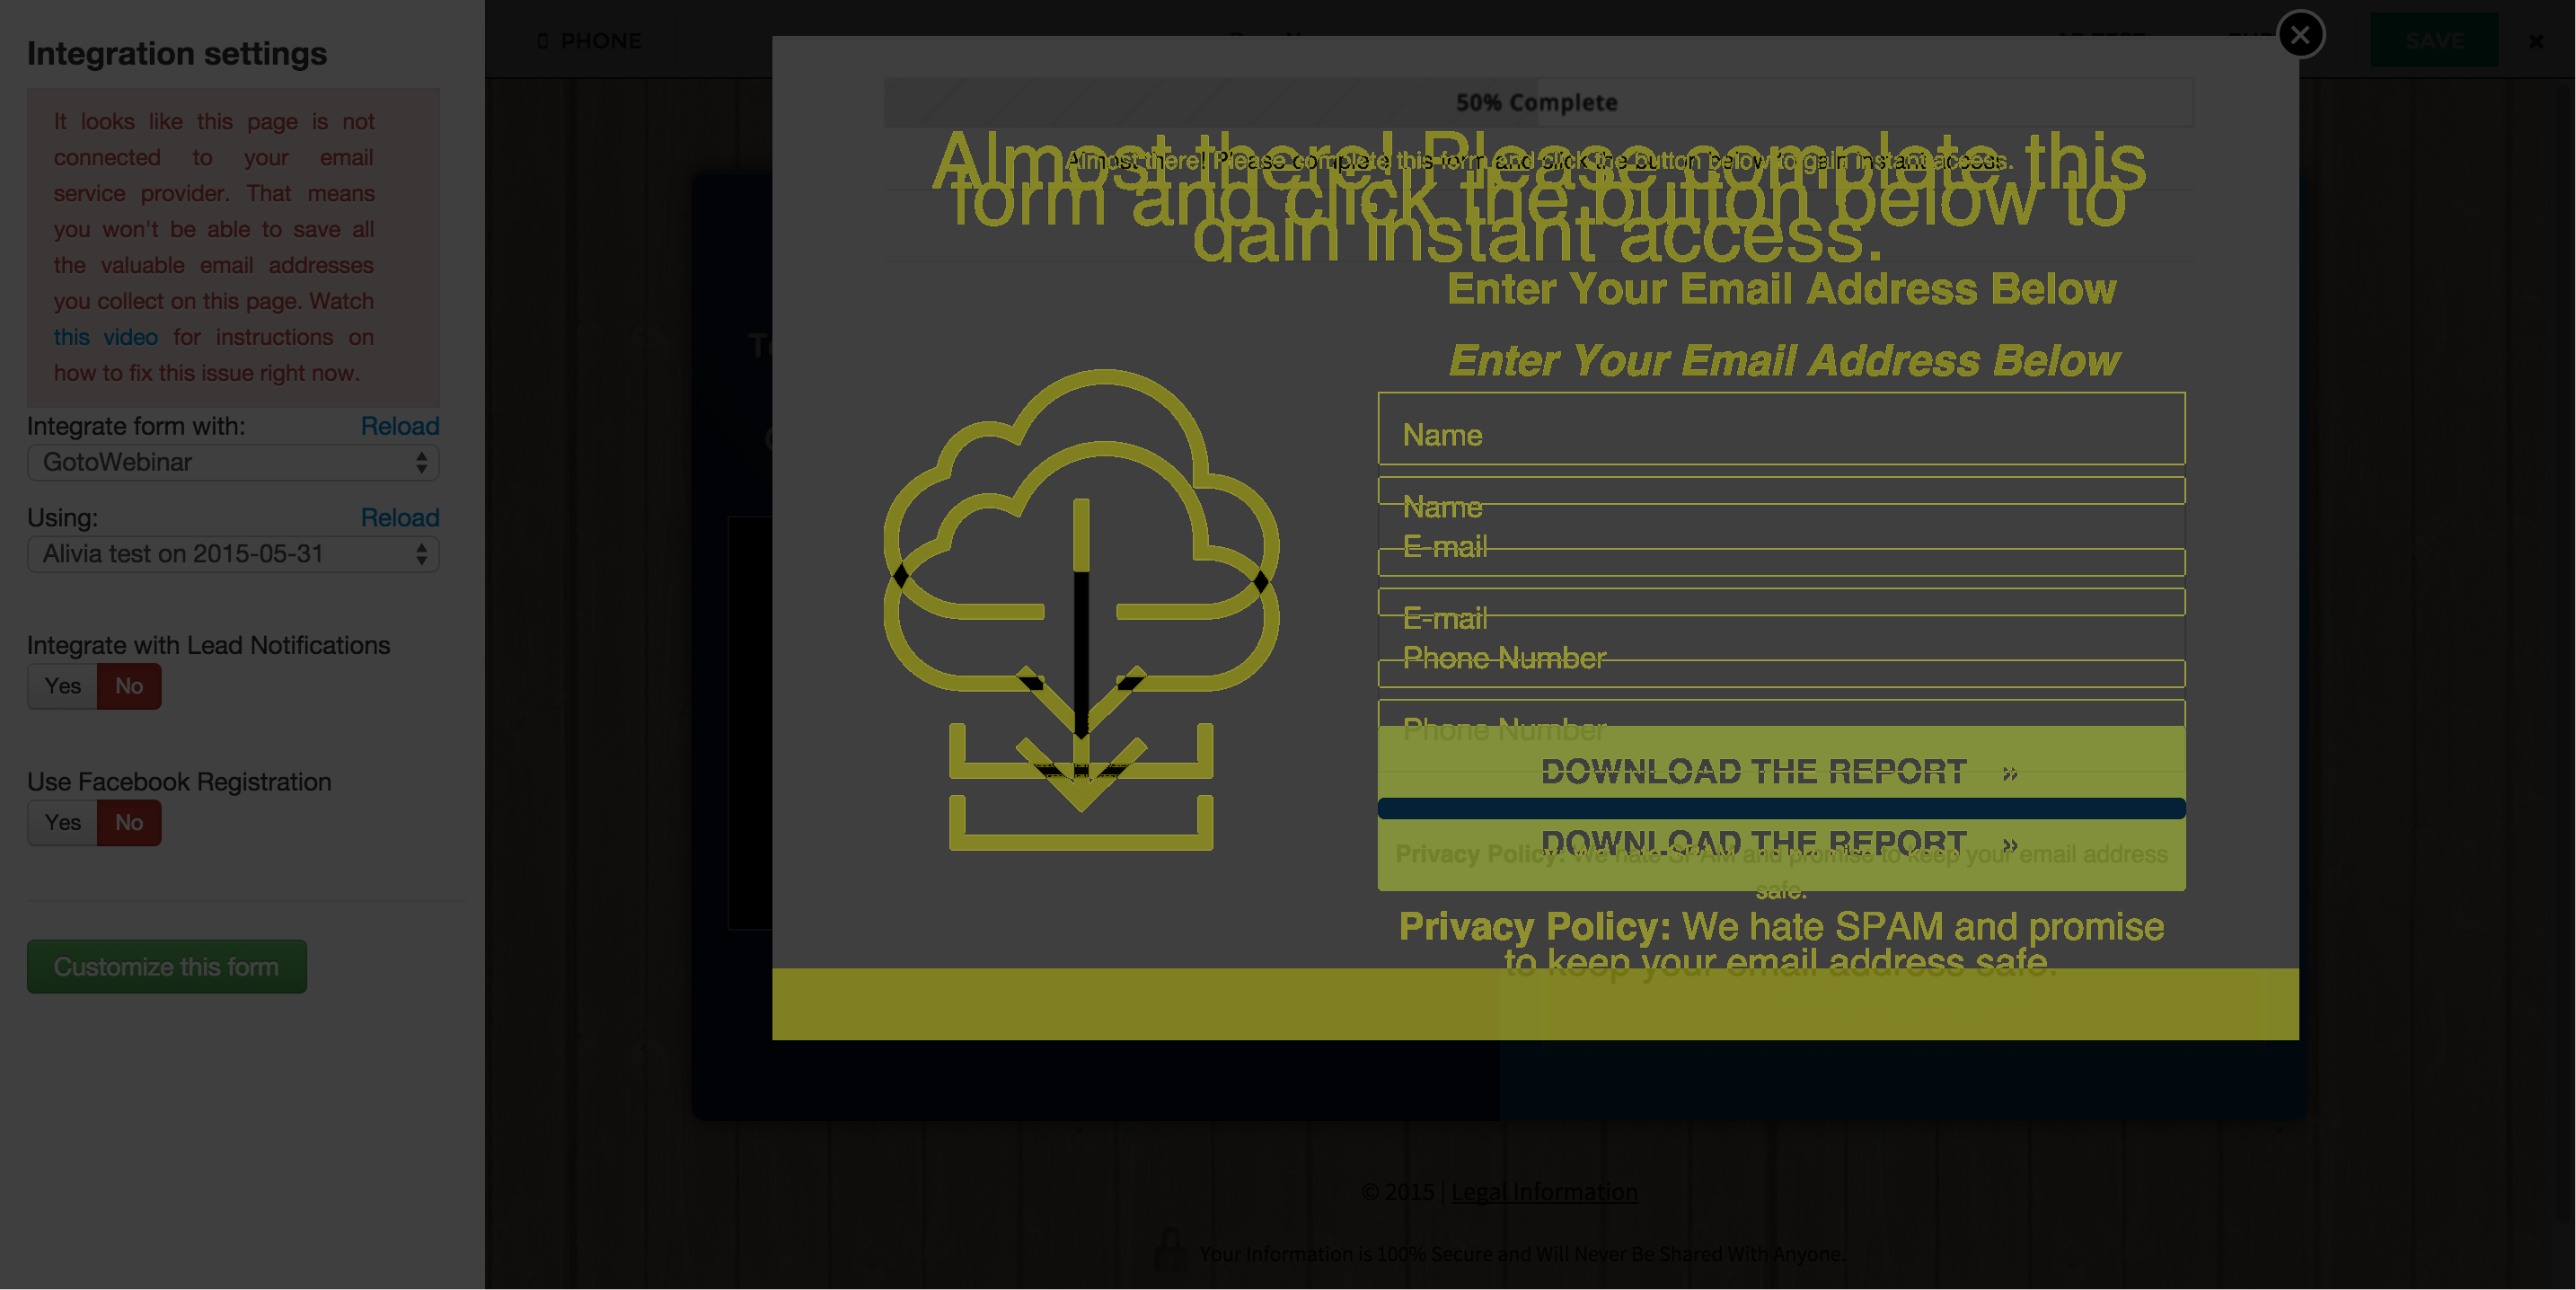 Integration settings
It looks like this page is not
connected to your email
service provider. That means
you won't be able to save all
the valuable email addresses
you collect on this page. Watch
this video for instructions on
how to fix this issue right now.
Integrate form with: Reload
GotoWebinar
Using: Reload
Alivia test on 2015-05-31
Integrate with Lead Notifications
Yes No
Use Facebook Registration
Yes No
Customize this form
PHONE
SAVE
50% Complete
Almost there! Please complete this form and click the button below to gain instant access.
Almost there! Please complete this
form and click the button below to
gain instant access.
Enter Your Email Address Below
Enter Your Email Address Below
Name
Name
E-mail
E-mail
Phone Number
Phone Number
DOWNLOAD THE REPORT »
DOWNLOAD THE REPORT »
Privacy Policy: We hate SPAM and promise to keep your email address
safe.
Privacy Policy: We hate SPAM and promise
to keep your email address safe.
© 2015 | Legal Information
Your Information is 100% Secure and Will Never Be Shared With Anyone.